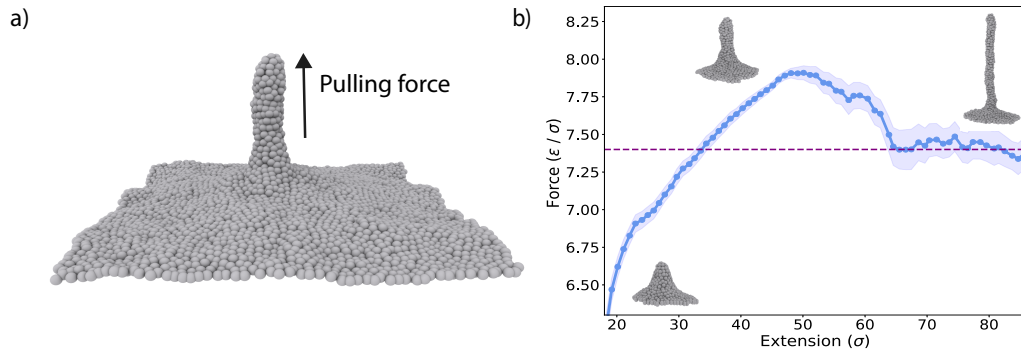 a)
Pulling force
b)
Force (ε / σ)
8.25
8.00
7.75
7.50
7.25
7.00
6.75
6.50
20 30 40 50 60 70 80
Extension (σ)